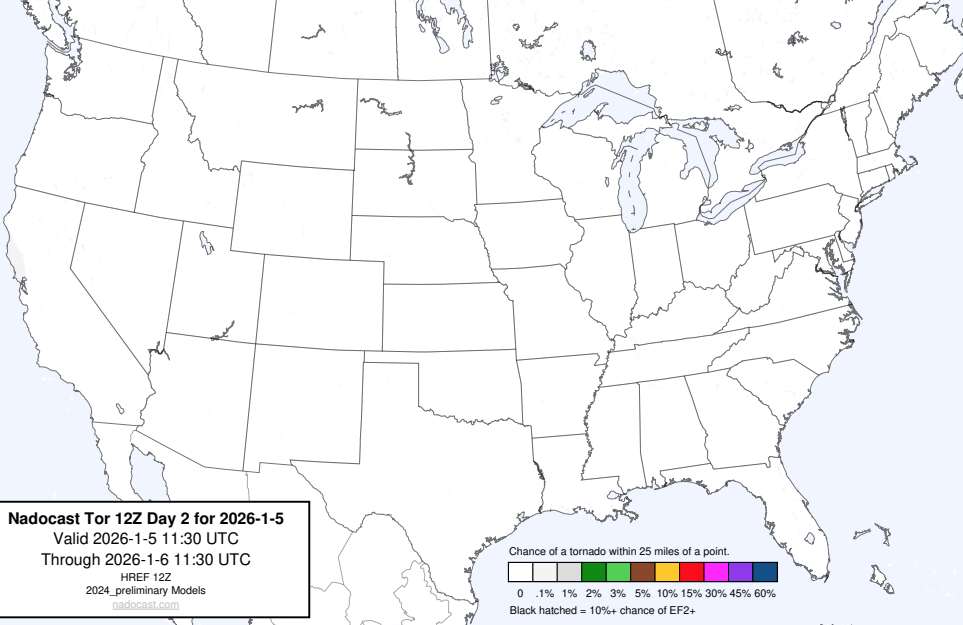 Nadocast Tor 12Z Day 2 for 2026-1-5
Valid 2026-1-5 11:30 UTC
Through 2026-1-6 11:30 UTC
HREF 12Z
2024_preliminary Models
nadocast.com
Chance of a tornado within 25 miles of a point.
0 .1% 1% 2% 3% 5% 10% 15% 30% 45% 60%
Black hatched = 10%+ chance of EF2+